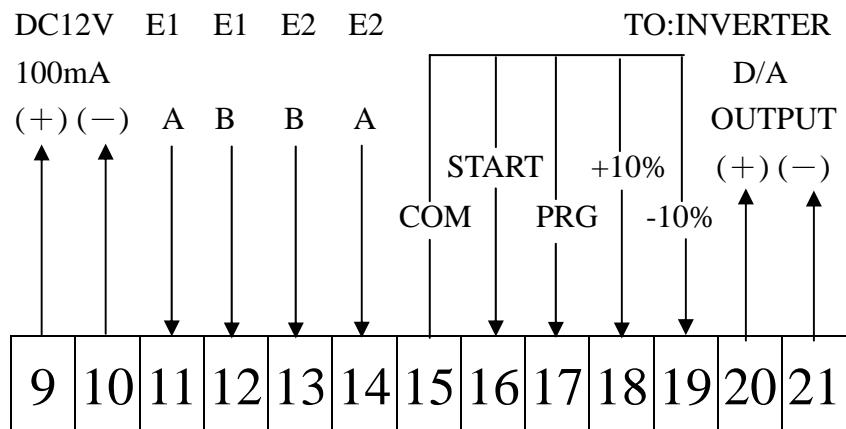 DC12V E1 E1 E2 E2 TO:INVERTER
100mA D/A
(+) (−) A B B A OUTPUT
START +10% (+) (−)
COM PRG -10%
9 10 11 12 13 14 15 16 17 18 19 20 21